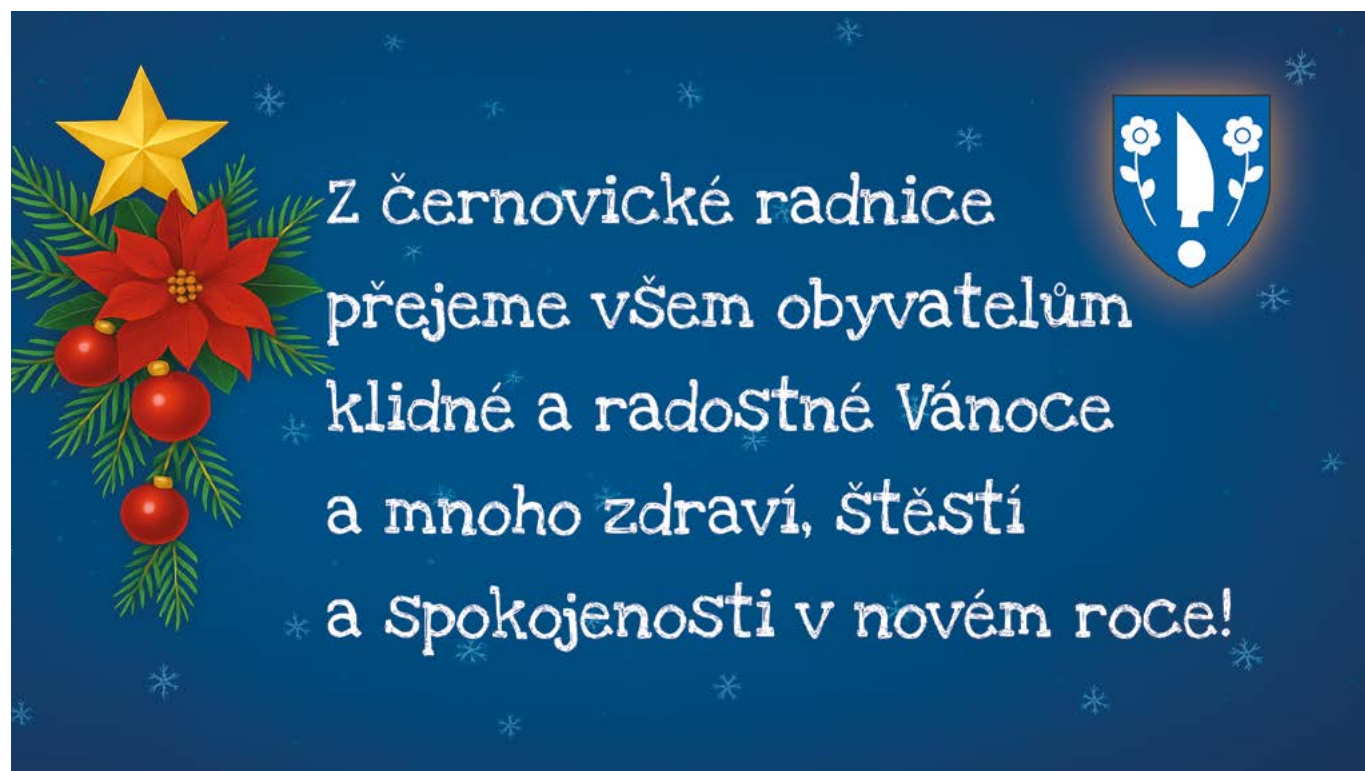 Z černovické radnice
přejeme všem obyvatelům
klidné a radostné Vánoce
a mnoho zdraví, štěstí
a spokojenosti v novém roce!